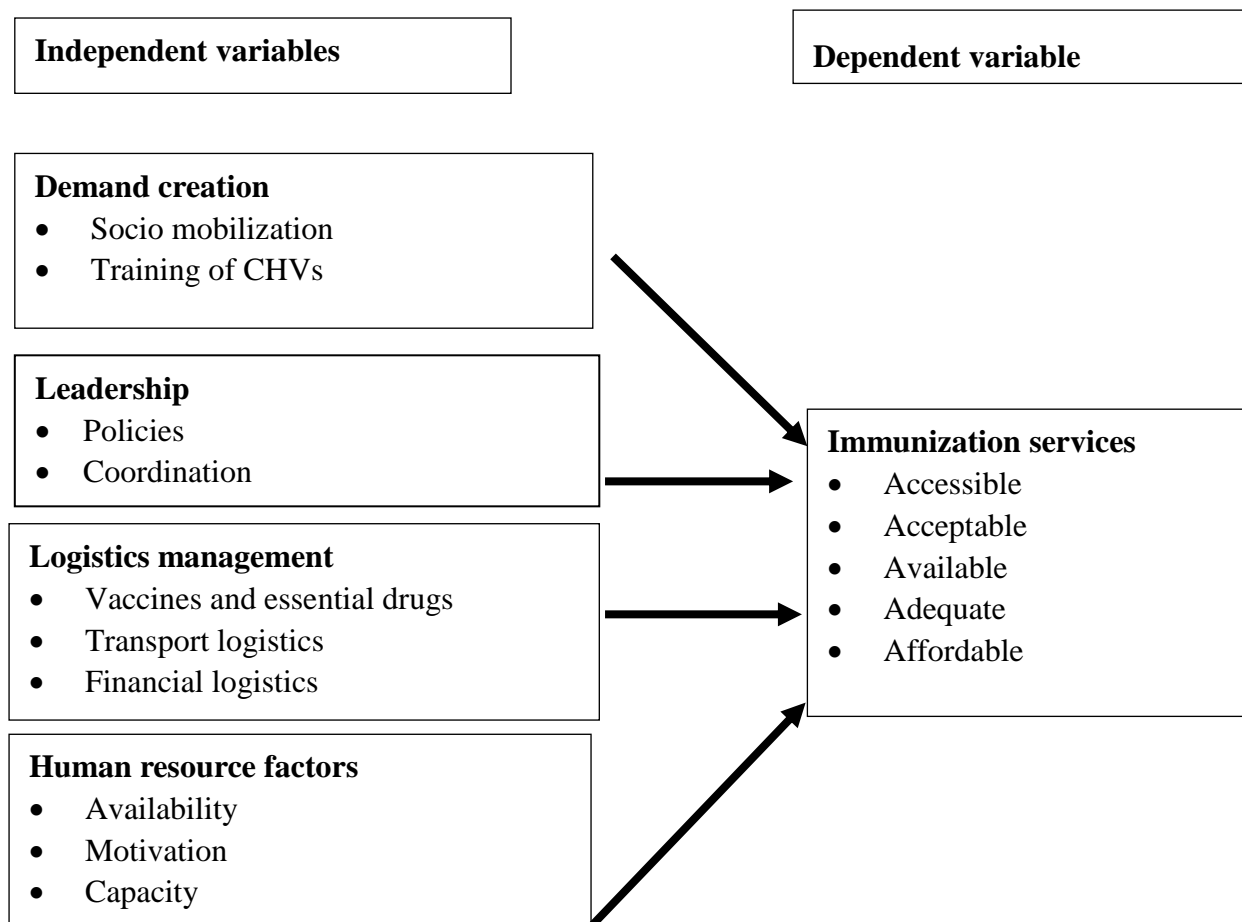 Independent variables
Dependent variable
Demand creation
• Socio mobilization
• Training of CHVs
Leadership
• Policies
• Coordination
Logistics management
• Vaccines and essential drugs
• Transport logistics
• Financial logistics
Human resource factors
• Availability
• Motivation
• Capacity
Immunization services
• Accessible
• Acceptable
• Available
• Adequate
• Affordable